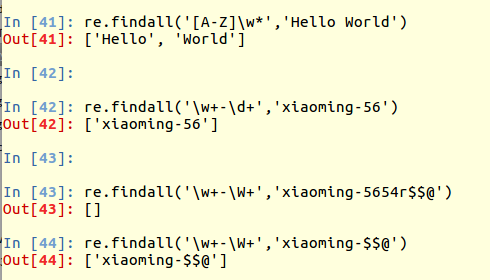 In [41]: re.findall('[A-Z]\w*','Hello World')
Out[41]: ['Hello', 'World']
In [42]:
In [42]: re.findall('\w+-\d+','xiaoming-56')
Out[42]: ['xiaoming-56']
In [43]:
In [43]: re.findall('\w+-\W+','xiaoming-5654r$$@')
Out[43]: []
In [44]: re.findall('\w+-\W+','xiaoming-$$@')
Out[44]: ['xiaoming-$$@']